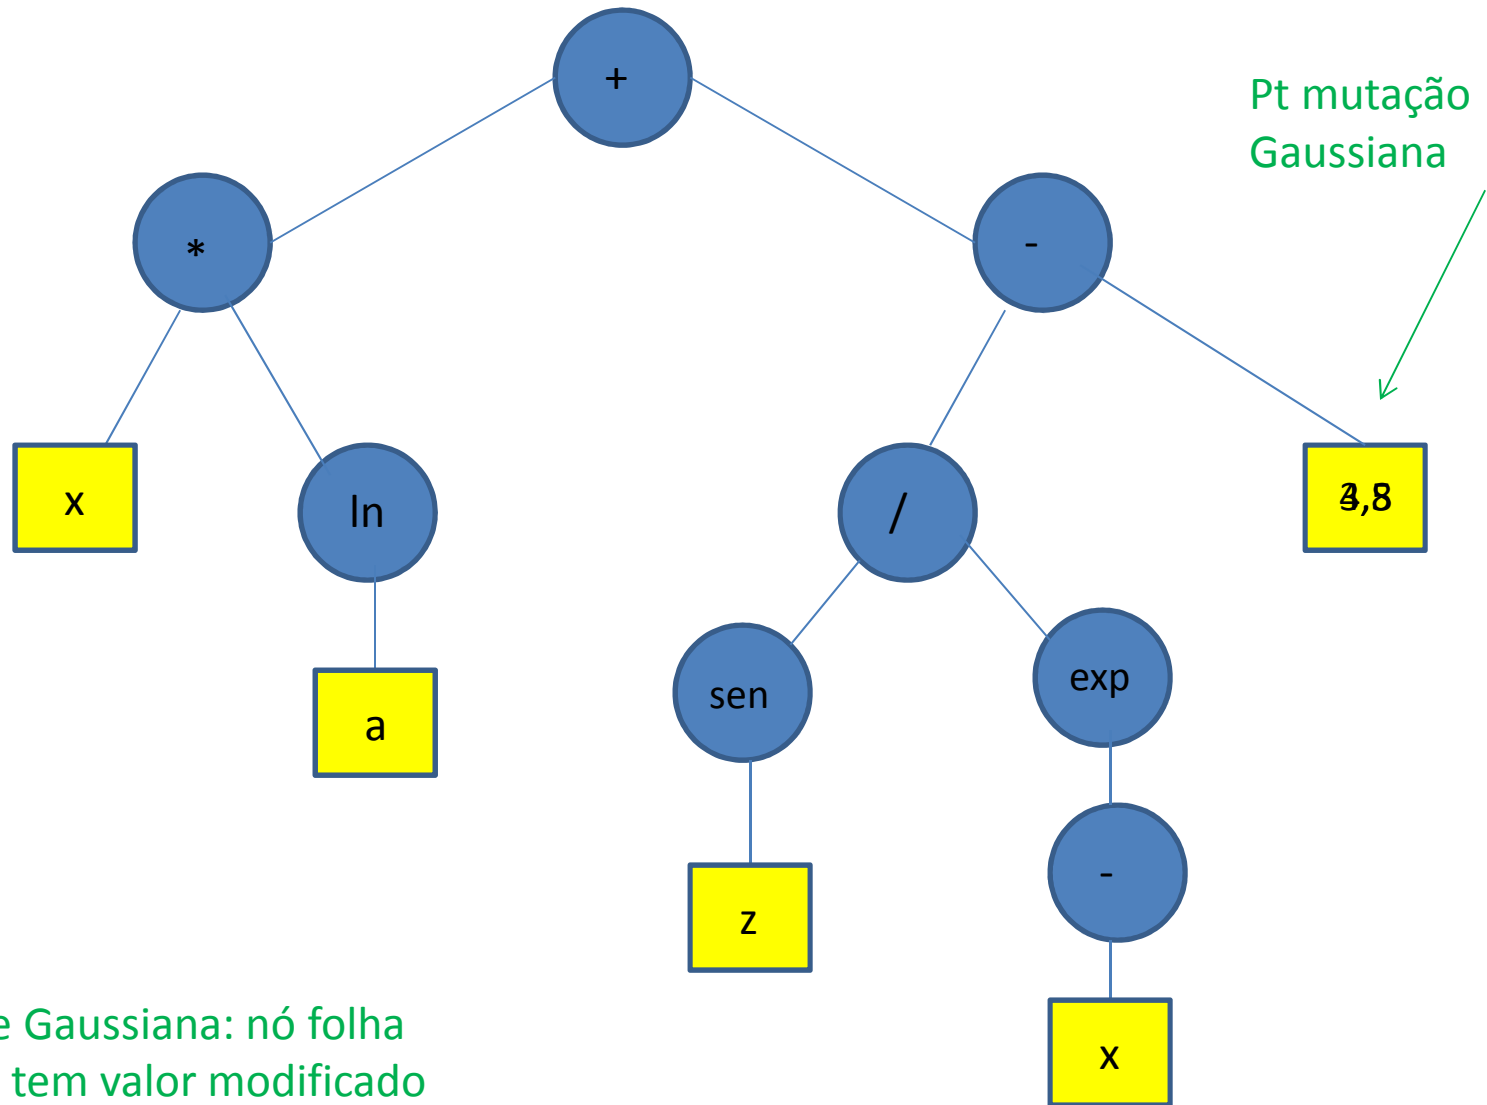 +
Pt mutação
Gaussiana
*
-
x
ln
/
sen
exp
a
z
-
e Gaussiana: nó folha
tem valor modificado
x